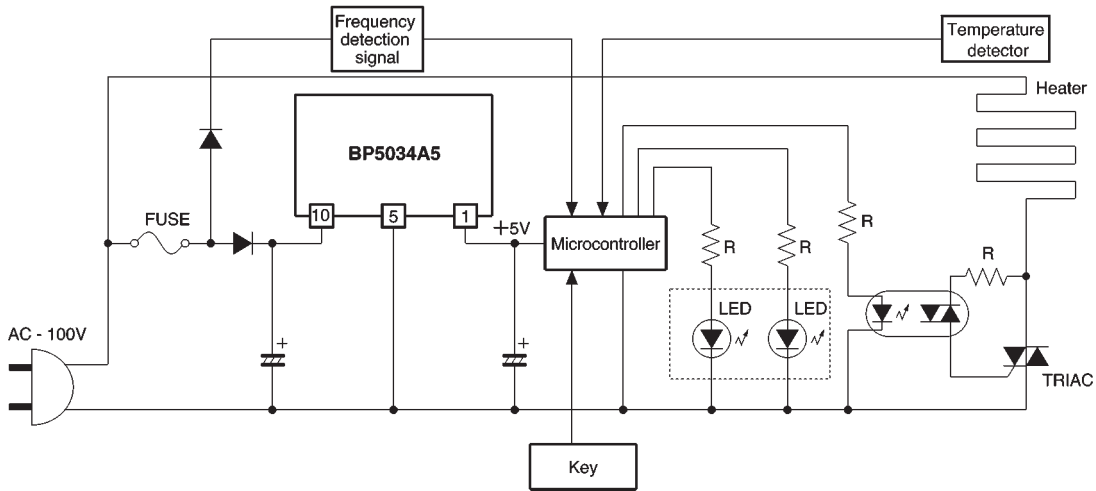 Frequency
detection
signal
Temperature
detector
Heater
BP5034A5
10
5
1
FUSE
+5V
Microcontroller
R
R
R
R
LED
LED
AC - 100V
TRIAC
+
+
Key